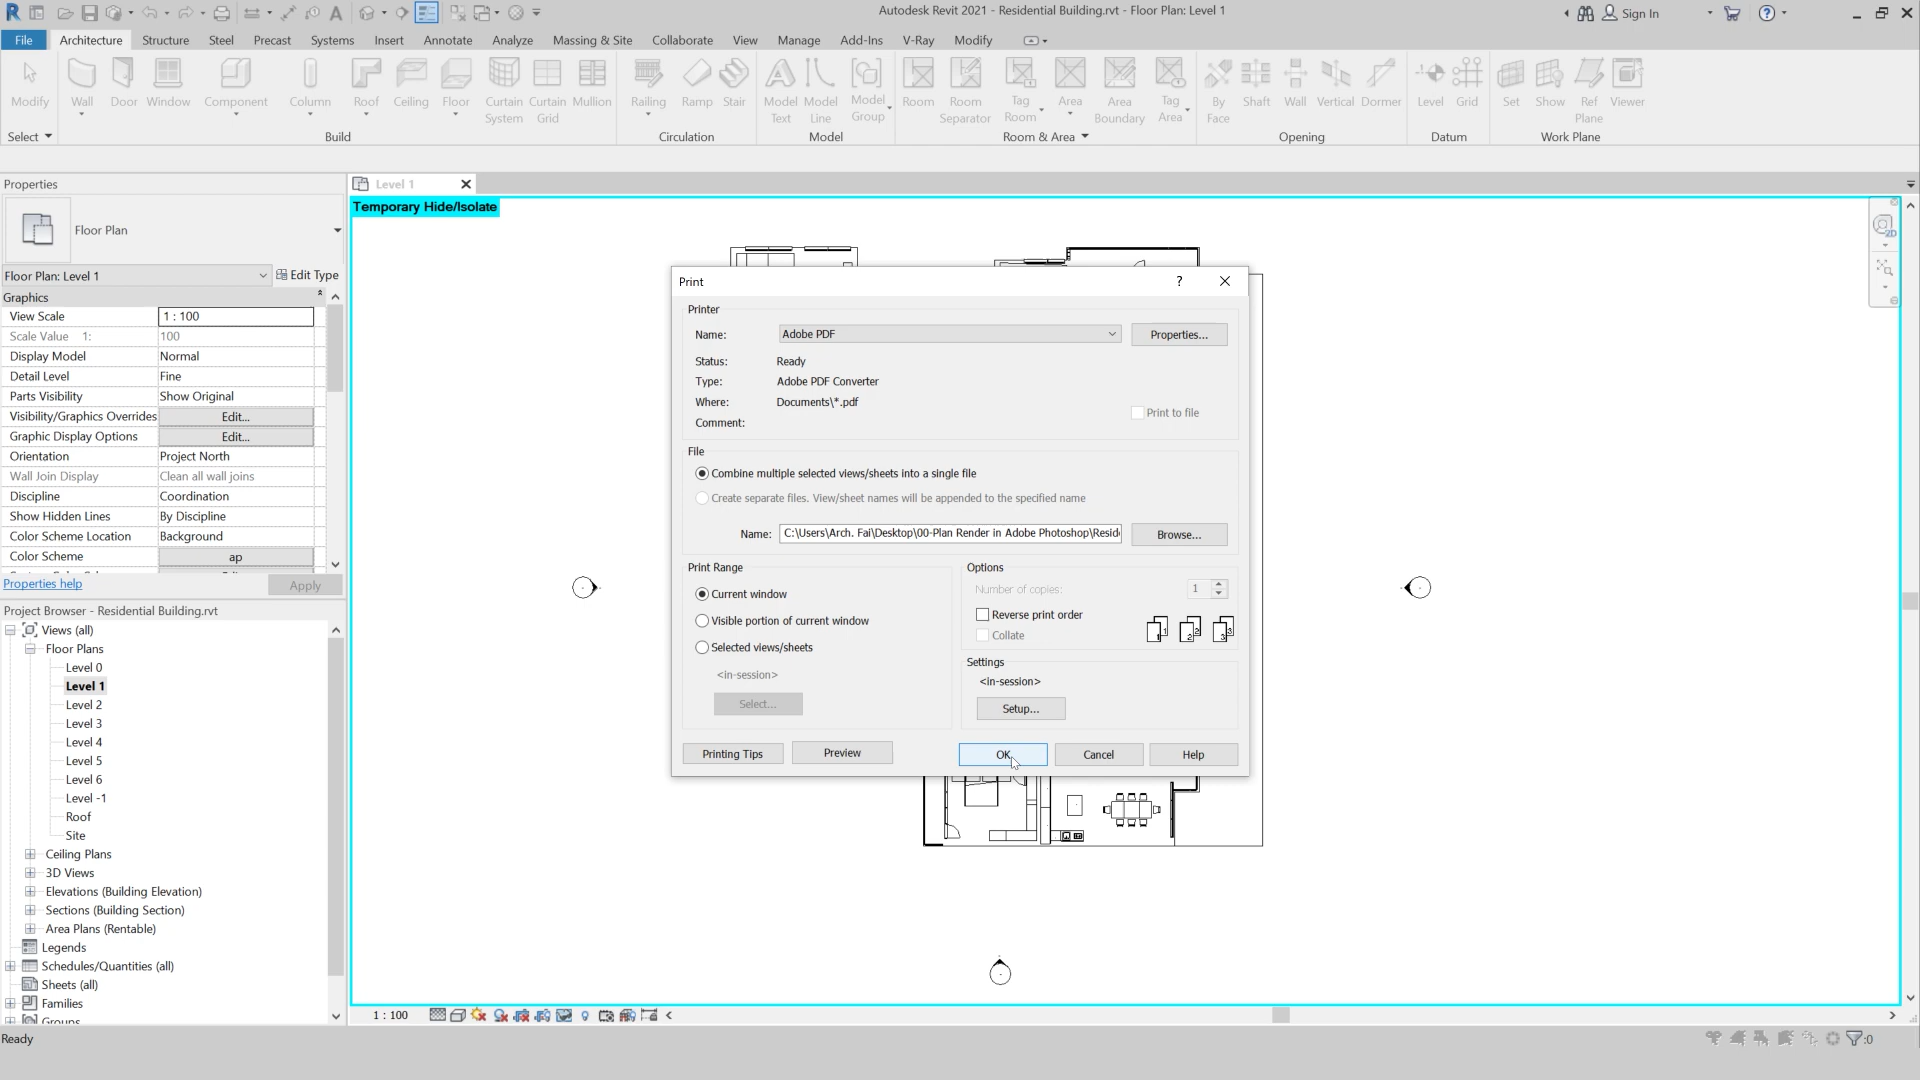 Autodesk Revit 2021 - Residential Building.rvt - Floor Plan: Level 1
Sign In
File Architecture Structure Steel Precast Systems Insert Annotate Analyze Massing & Site Collaborate View Manage Add-Ins V-Ray Modify
Modify Wall Door Window Component Column Roof Ceiling Floor Curtain System Curtain Grid Mullion Railing Ramp Stair Model Text Model Line Model Group Room Room Separator Tag Room Area Area Boundary Tag Area By Face Shaft Wall Vertical Dormer Level Grid Set Show Ref Plane Viewer
Select Build Circulation Model Room & Area Opening Datum Work Plane
Properties
Floor Plan
Floor Plan: Level 1 Edit Type
Graphics
View Scale 1 : 100
Scale Value 1: 100
Display Model Normal
Detail Level Fine
Parts Visibility Show Original
Visibility/Graphics Overrides Edit...
Graphic Display Options Edit...
Orientation Project North
Wall Join Display Clean all wall joins
Discipline Coordination
Show Hidden Lines By Discipline
Color Scheme Location Background
Color Scheme ap
Properties help Apply
Project Browser - Residential Building.rvt
Views (all)
Floor Plans
Level 0
Level 1
Level 2
Level 3
Level 4
Level 5
Level 6
Level -1
Roof
Site
Ceiling Plans
3D Views
Elevations (Building Elevation)
Sections (Building Section)
Area Plans (Rentable)
Legends
Schedules/Quantities (all)
Sheets (all)
Families
Groups
Level 1
Temporary Hide/Isolate
2D
Print
Printer
Name: Adobe PDF Properties...
Status: Ready
Type: Adobe PDF Converter
Where: Documents\*.pdf
Comment: Print to file
File
Combine multiple selected views/sheets into a single file
Create separate files. View/sheet names will be appended to the specified name
Name: C:\Users\Arch. Fai\Desktop\00-Plan Render in Adobe Photoshop\Resid Browse...
Print Range
Current window
Visible portion of current window
Selected views/sheets
<in-session>
Select...
Options
Number of copies: 1
Reverse print order
Collate
1 1 2 2 3 3
Settings
<in-session>
Setup...
Printing Tips Preview OK Cancel Help
1 : 100
Ready
:0